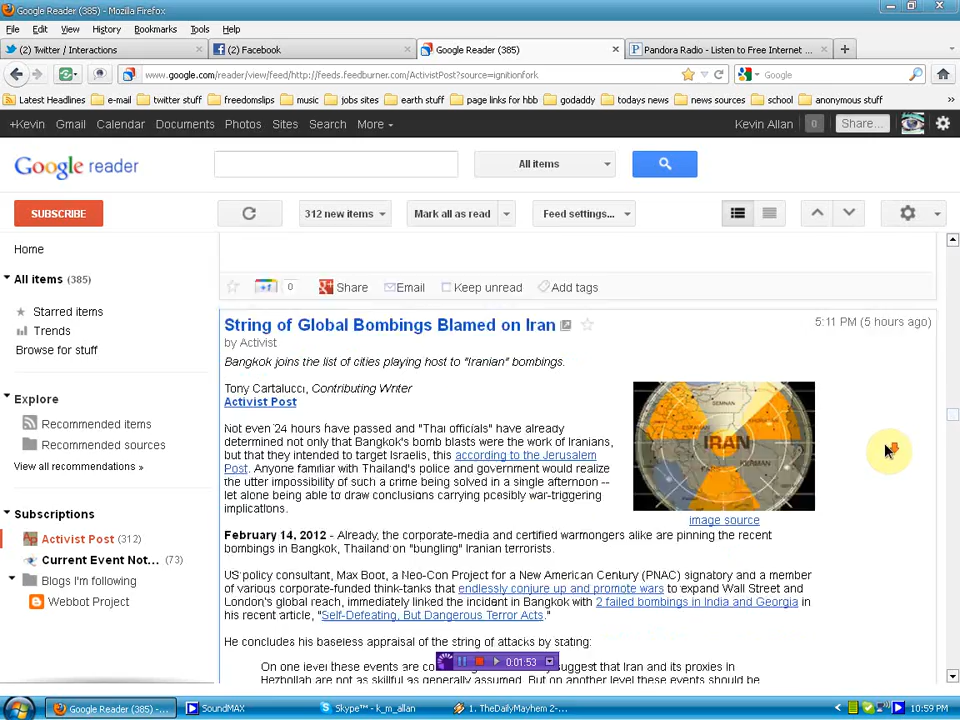 Google Reader (385) - Mozilla Firefox
File Edit View History Bookmarks Tools Help
(2) Twitter / Interactions
(2) Facebook
Google Reader (385)
Pandora Radio - Listen to Free Internet ...
www.google.com/reader/view/feed/http://feeds.feedburner.com/ActivistPost?source=ignitionfork
Google
Latest Headlines e-mail twitter stuff freedomslips music jobs sites earth stuff page links for hbb godaddy todays news news sources school anonymous stuff »
+Kevin Gmail Calendar Documents Photos Sites Search More
Kevin Allan 0 Share...
Google reader
All items
SUBSCRIBE
312 new items Mark all as read Feed settings...
Home
All items (385)
Starred items
Trends
Browse for stuff
Explore
Recommended items
Recommended sources
View all recommendations »
Subscriptions
Activist Post (312)
Current Event Not... (73)
Blogs I'm following
Webbot Project
+1 0 Share Email Keep unread Add tags
String of Global Bombings Blamed on Iran
5:11 PM (5 hours ago)
by Activist
Bangkok joins the list of cities playing host to "Iranian" bombings.
Tony Cartalucci, Contributing Writer
Activist Post
Not even 24 hours have passed and "Thai officials" have already
determined not only that Bangkok's bomb blasts were the work of Iranians,
but that they intended to target Israelis, this according to the Jerusalem
Post. Anyone familiar with Thailand's police and government would realize
the utter impossibility of such a crime being solved in a single afternoon --
let alone being able to draw conclusions carrying possibly war-triggering
implications.
IRAN
image source
February 14, 2012 - Already, the corporate-media and certified warmongers alike are pinning the recent
bombings in Bangkok, Thailand on "bungling" Iranian terrorists.
US policy consultant, Max Boot, a Neo-Con Project for a New American Century (PNAC) signatory and a member
of various corporate-funded think-tanks that endlessly conjure up and promote wars to expand Wall Street and
London's global reach, immediately linked the incident in Bangkok with 2 failed bombings in India and Georgia in
his recent article, "Self-Defeating, But Dangerous Terror Acts."
He concludes his baseless appraisal of the string of attacks by stating:
On one level these events are suggest that Iran and its proxies in
Hezbollah are not as skillful as generally assumed. But on another level these events should be
0:01:53
Google Reader (385) - ...
SoundMAX
Skype™ - k_m_allan
1. TheDailyMayhem 2-...
10:59 PM